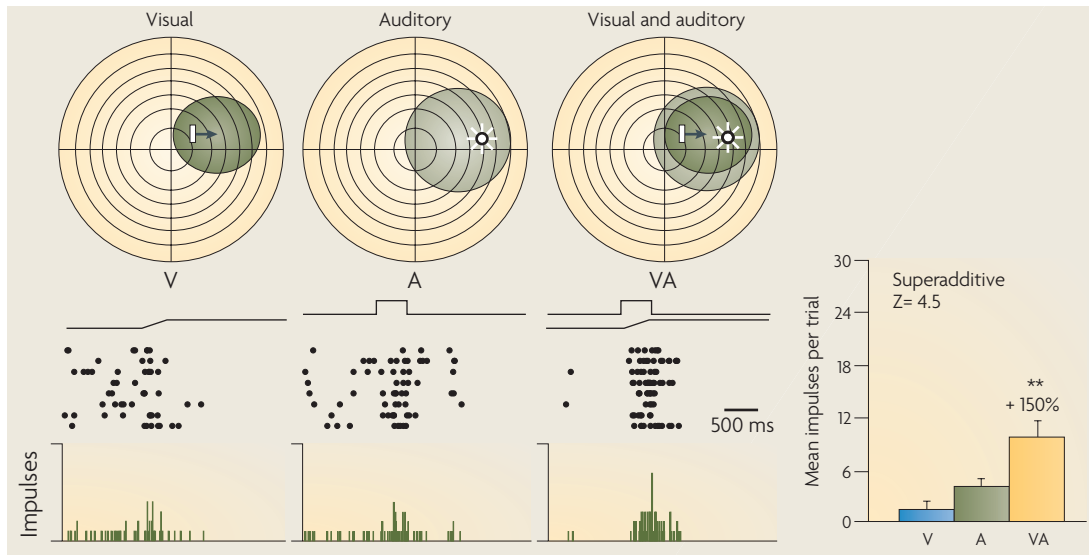 Visual
Auditory
Visual and auditory
V
A
VA
500 ms
Impulses
Mean impulses per trial
30
24
18
12
6
0
Superadditive
Z= 4.5
**
+ 150%
V
A
VA